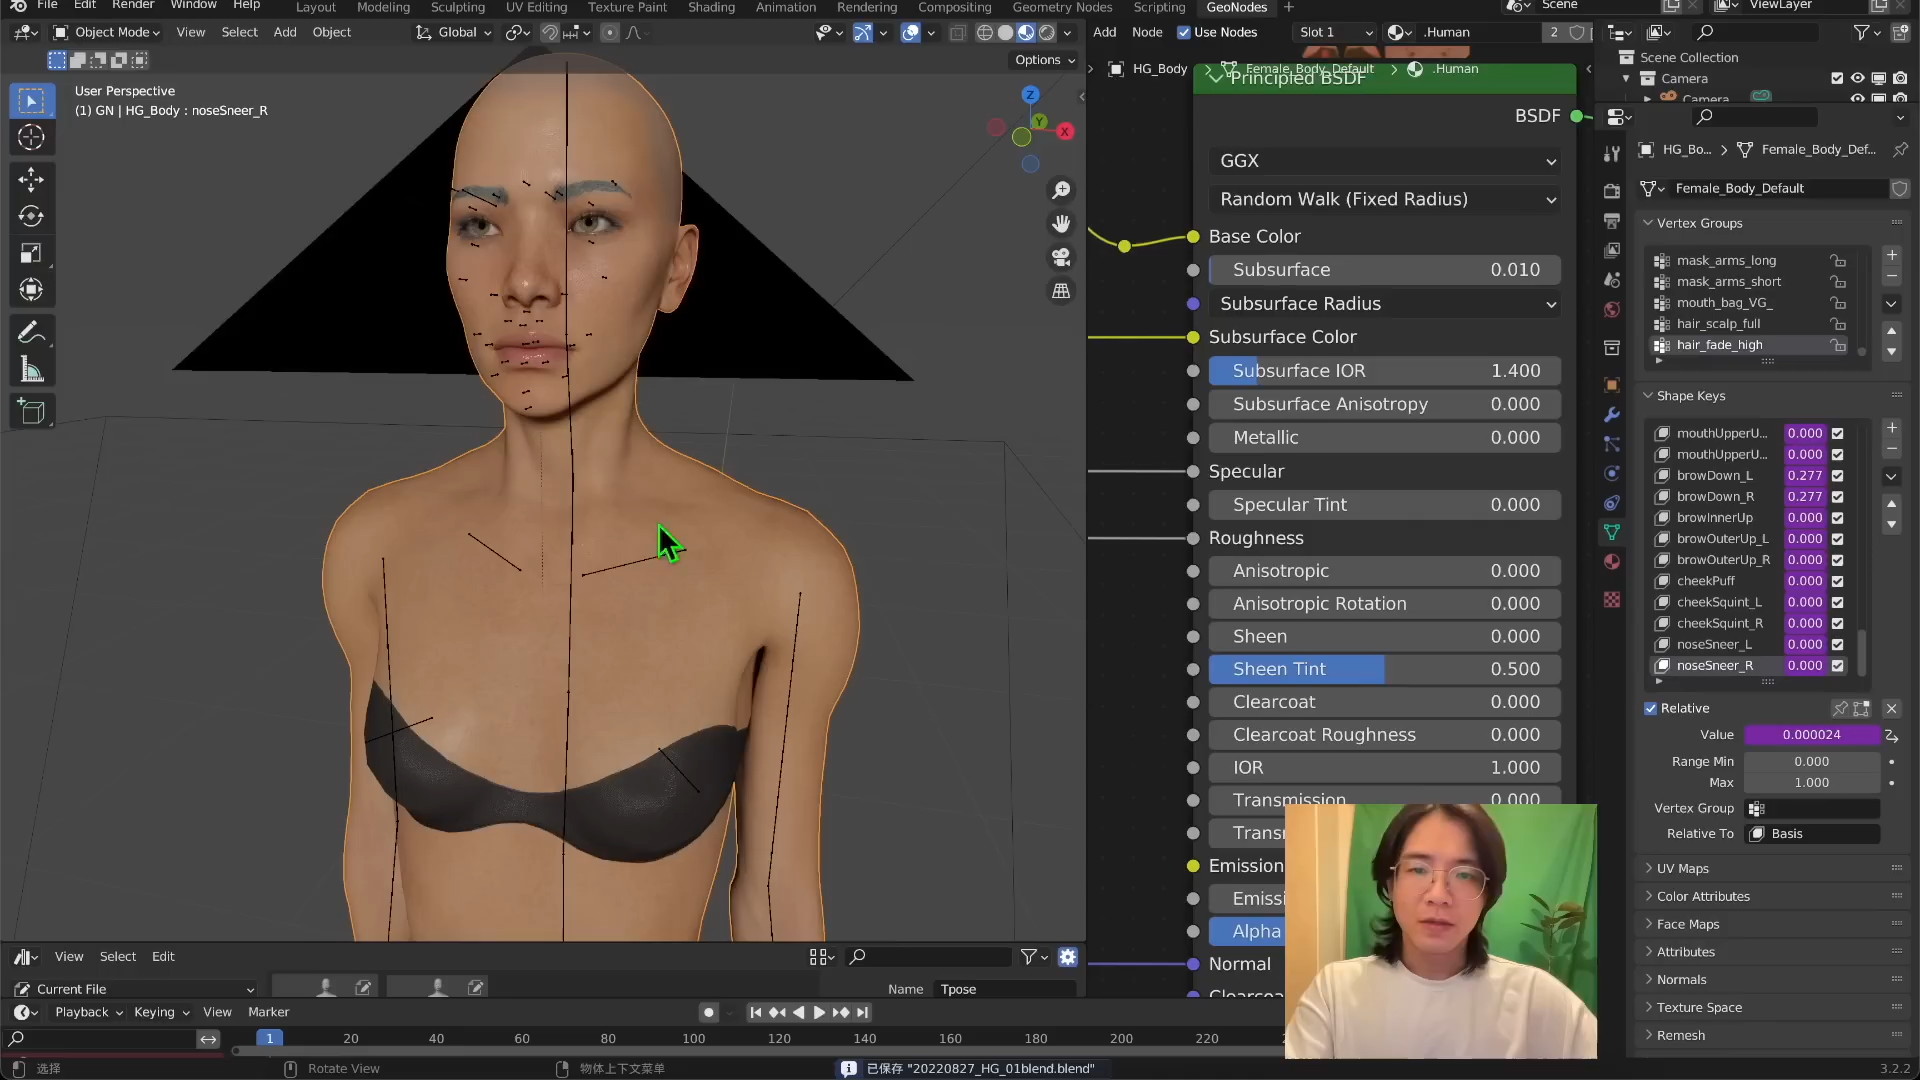 File Edit Render Window Help Layout Modeling Sculpting UV Editing Texture Paint Shading Animation Rendering Compositing Geometry Nodes Scripting GeoNodes + Scene ViewLayer
Object Mode View Select Add Object Global Add Node Use Nodes Slot 1 .Human 2
Options
HG_Body Female_Body_Default .Human
Principled BSDF
User Perspective
(1) GN | HG_Body : noseSneer_R
Z
Y
X
BSDF
GGX
Random Walk (Fixed Radius)
Base Color
Subsurface 0.010
Subsurface Radius
Subsurface Color
Subsurface IOR 1.400
Subsurface Anisotropy 0.000
Metallic 0.000
Specular
Specular Tint 0.000
Roughness
Anisotropic 0.000
Anisotropic Rotation 0.000
Sheen 0.000
Sheen Tint 0.500
Clearcoat 0.000
Clearcoat Roughness 0.000
IOR 1.000
Transmission 0.000
Emission
Alpha
Normal
Scene Collection
Camera
Camera
HG_Bo... Female_Body_Def...
Female_Body_Default
Vertex Groups
mask_arms_long
mask_arms_short
mouth_bag_VG_
hair_scalp_full
hair_fade_high
Shape Keys
mouthUpperU... 0.000
mouthUpperU... 0.000
browDown_L 0.277
browDown_R 0.277
browInnerUp 0.000
browOuterUp_L 0.000
browOuterUp_R 0.000
cheekPuff 0.000
cheekSquint_L 0.000
cheekSquint_R 0.000
noseSneer_L 0.000
noseSneer_R 0.000
Relative
Value 0.000024
Range Min 0.000
Max 1.000
Vertex Group
Relative To Basis
UV Maps
Color Attributes
Face Maps
Attributes
Normals
Texture Space
Remesh
View Select Edit
Current File Name Tpose
Playback Keying View Marker
1 20 40 60 80 100 120 140 160 180 200 220
选择 Rotate View 物体上下文菜单 已保存 "20220827_HG_01blend.blend" 3.2.2